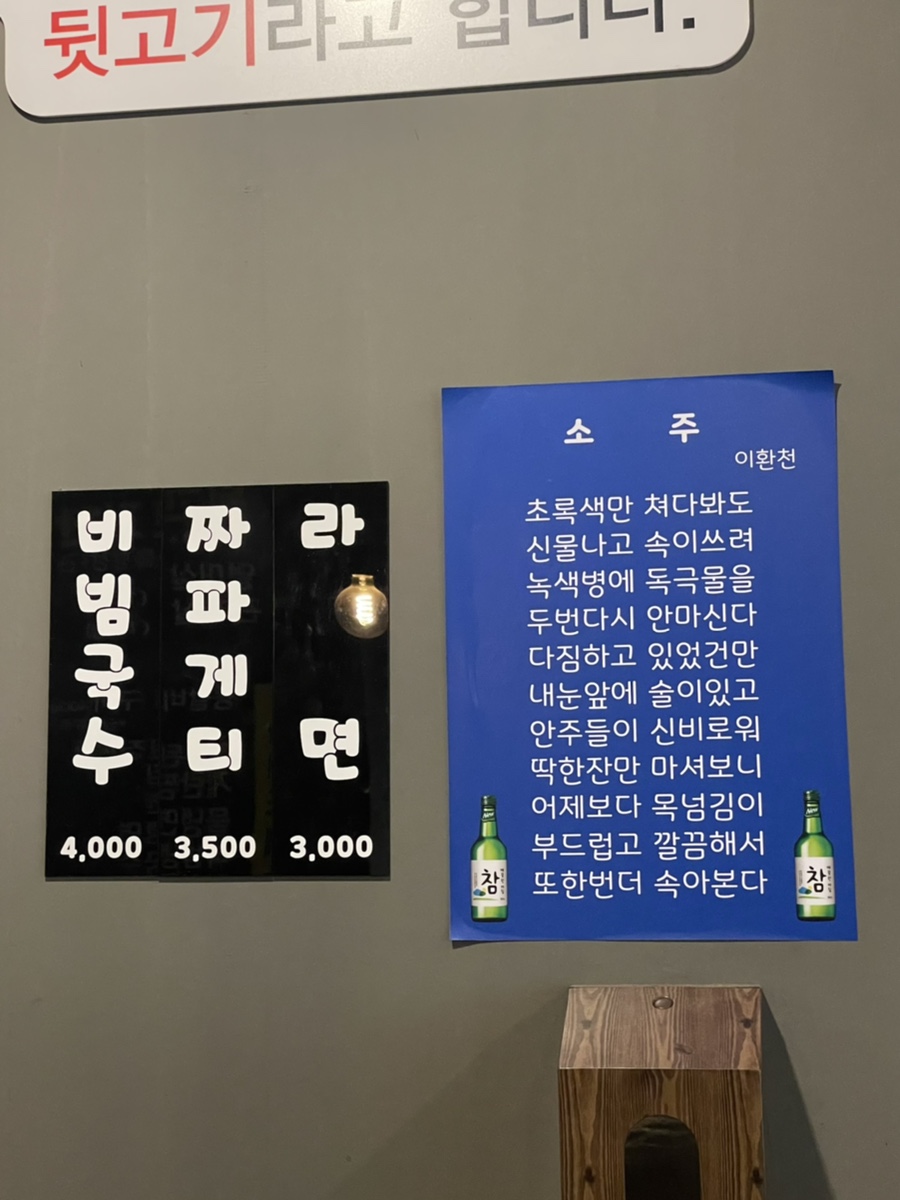 뒷고기라고 합니다.
소 주
이환천
초록색만 쳐다봐도
신물나고 속이쓰려
녹색병에 독극물을
두번다시 안마신다
다짐하고 있었건만
내눈앞에 술이있고
안주들이 신비로워
딱한잔만 마셔보니
어제보다 목넘김이
부드럽고 깔끔해서
또한번더 속아본다
참
참
비빔국수
4,000
짜파게티
3,500
라면
3,000